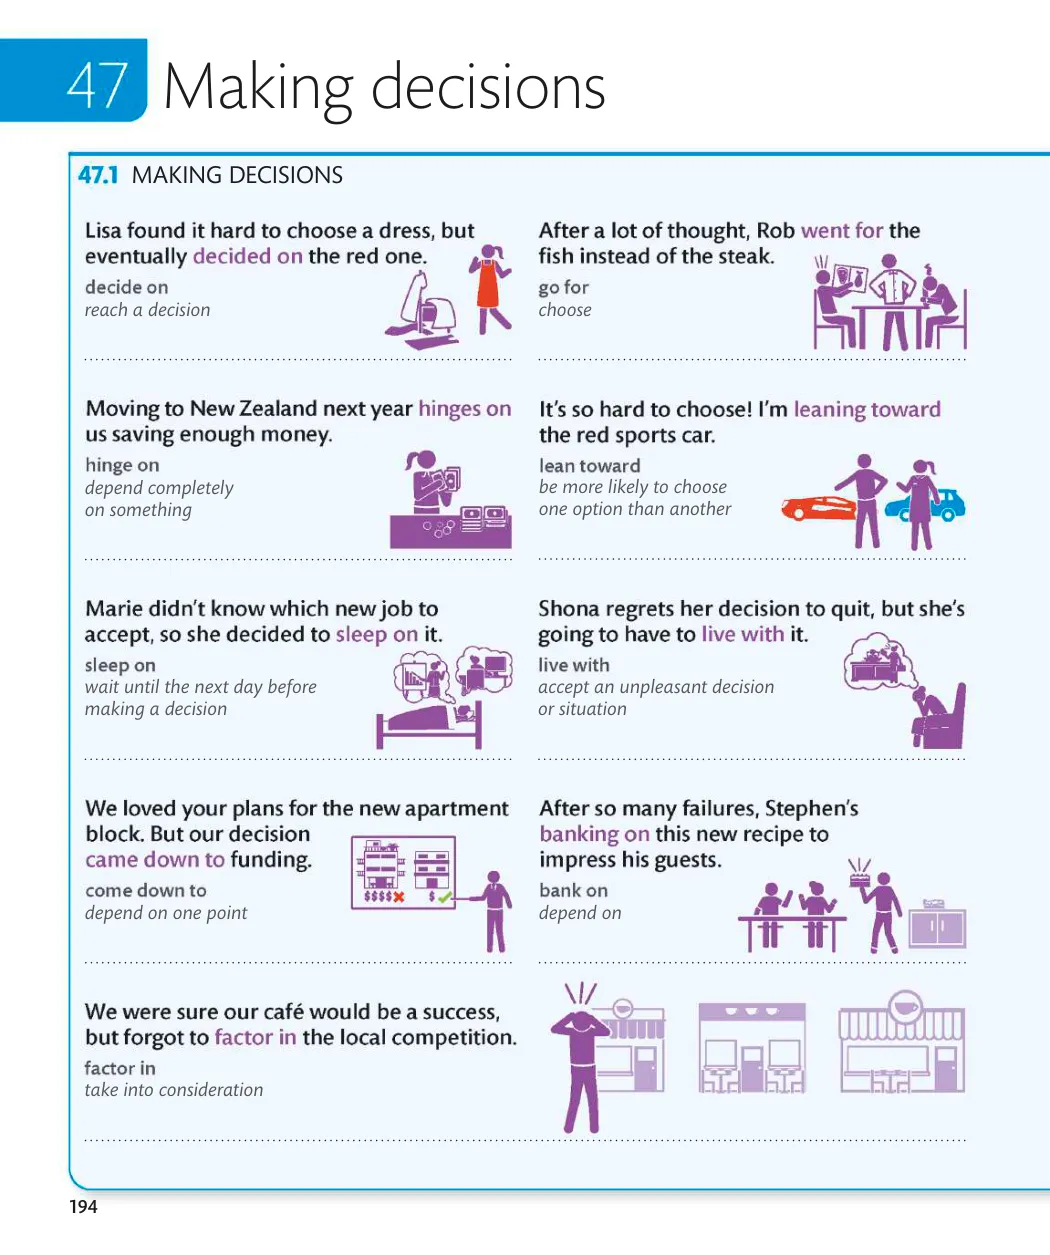 47 Making decisions
47.1 MAKING DECISIONS
Lisa found it hard to choose a dress, but
eventually decided on the red one.
decide on
reach a decision
After a lot of thought, Rob went for the
fish instead of the steak.
go for
choose
Moving to New Zealand next year hinges on
us saving enough money.
hinge on
depend completely
on something
It's so hard to choose! I'm leaning toward
the red sports car.
lean toward
be more likely to choose
one option than another
Marie didn't know which new job to
accept, so she decided to sleep on it.
sleep on
wait until the next day before
making a decision
Shona regrets her decision to quit, but she's
going to have to live with it.
live with
accept an unpleasant decision
or situation
We loved your plans for the new apartment
block. But our decision
came down to funding.
come down to
depend on one point
$$$$ $
After so many failures, Stephen's
banking on this new recipe to
impress his guests.
bank on
depend on
We were sure our café would be a success,
but forgot to factor in the local competition.
factor in
take into consideration
194